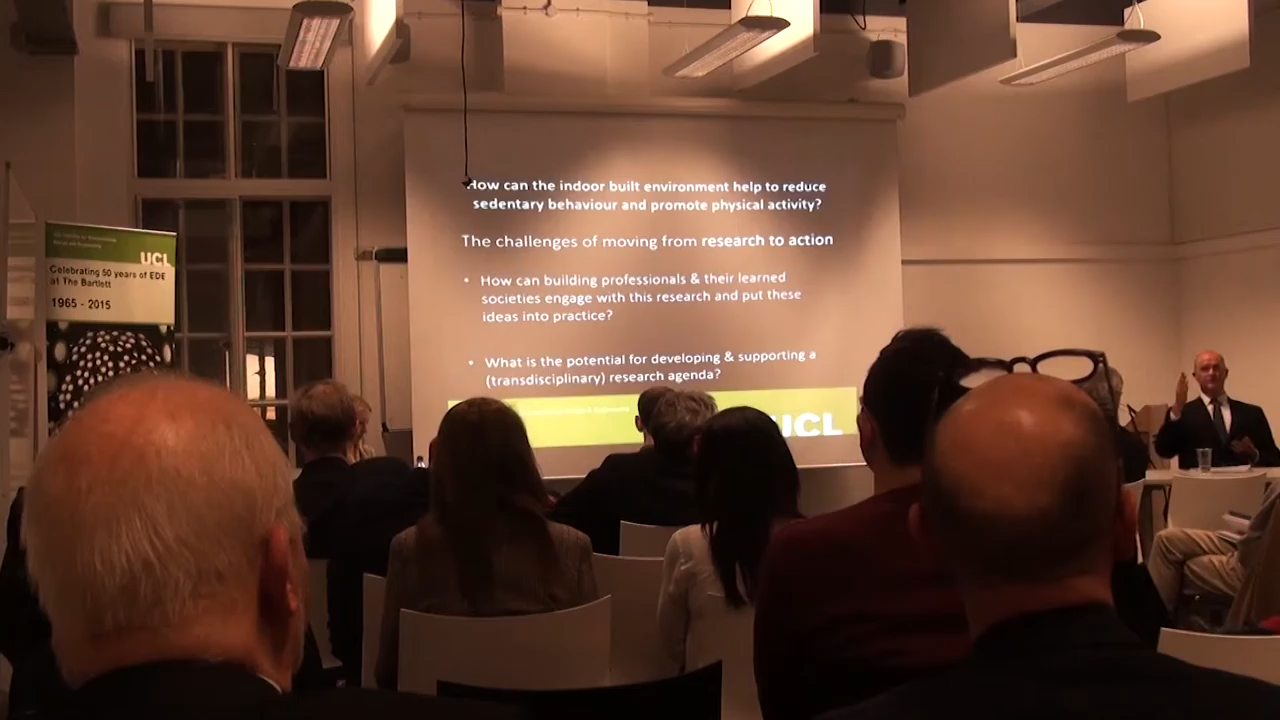 How can the indoor built environment help to reduce
sedentary behaviour and promote physical activity?
The challenges of moving from research to action
• How can building professionals & their learned
societies engage with this research and put these
ideas into practice?
• What is the potential for developing & supporting a
(transdisciplinary) research agenda?
UCL
UCL
Celebrating 50 years of EDE
at The Bartlett
1965 - 2015